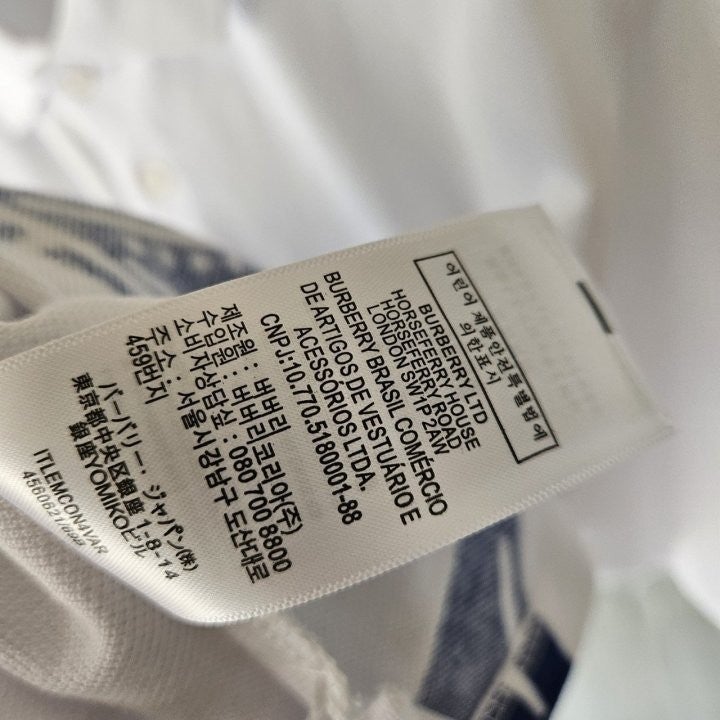 어린이 제품안전특별법에
의한표시
BURBERRY LTD
HORSEFERRY HOUSE
HORSEFERRY ROAD
LONDON SW1P 2AW
BURBERRY BRASIL COMÉRCIO
DE ARTIGOS DE VESTUÁRIO E
ACESSÓRIOS LTDA.
CNPJ:10.770.5180001-88
제조원 : 버버리
수입원 : 버버리코리아(주)
소비자상담실 : 080 700 8800
주소 : 서울시강남구 도산대로
459번지
バーバリー・ジャパン(株)
東京都中央区銀座 1-8-14
銀座YOMIKOビル
ITLEMCON4VAR